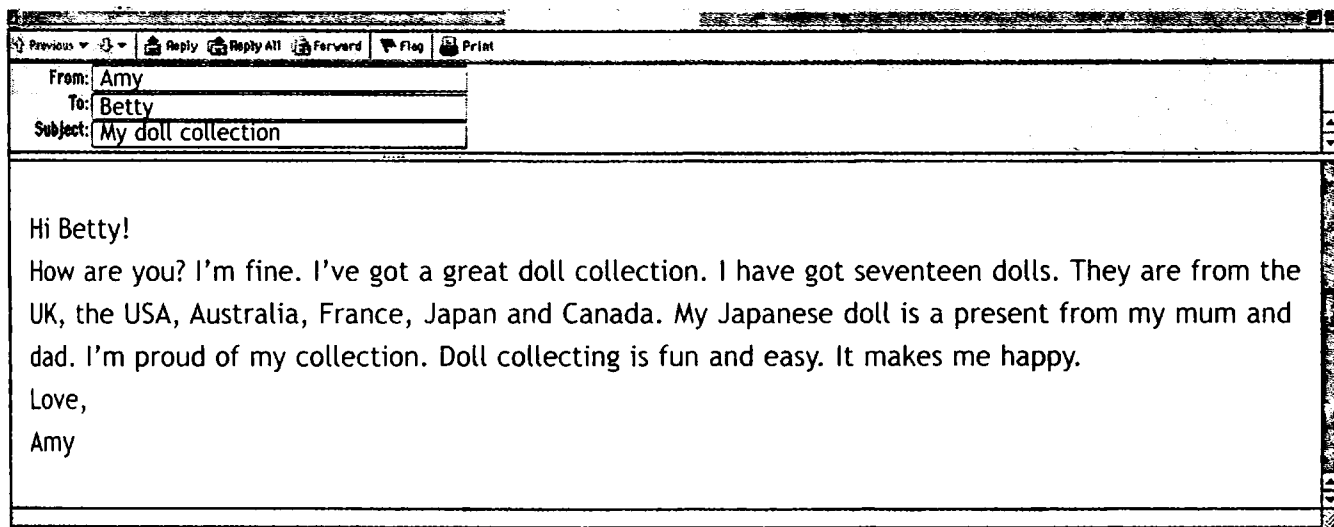 Previous Reply Reply All Forward Flag Print
From: Amy
To: Betty
Subject: My doll collection
Hi Betty!
How are you? I'm fine. I've got a great doll collection. I have got seventeen dolls. They are from the
UK, the USA, Australia, France, Japan and Canada. My Japanese doll is a present from my mum and
dad. I'm proud of my collection. Doll collecting is fun and easy. It makes me happy.
Love,
Amy